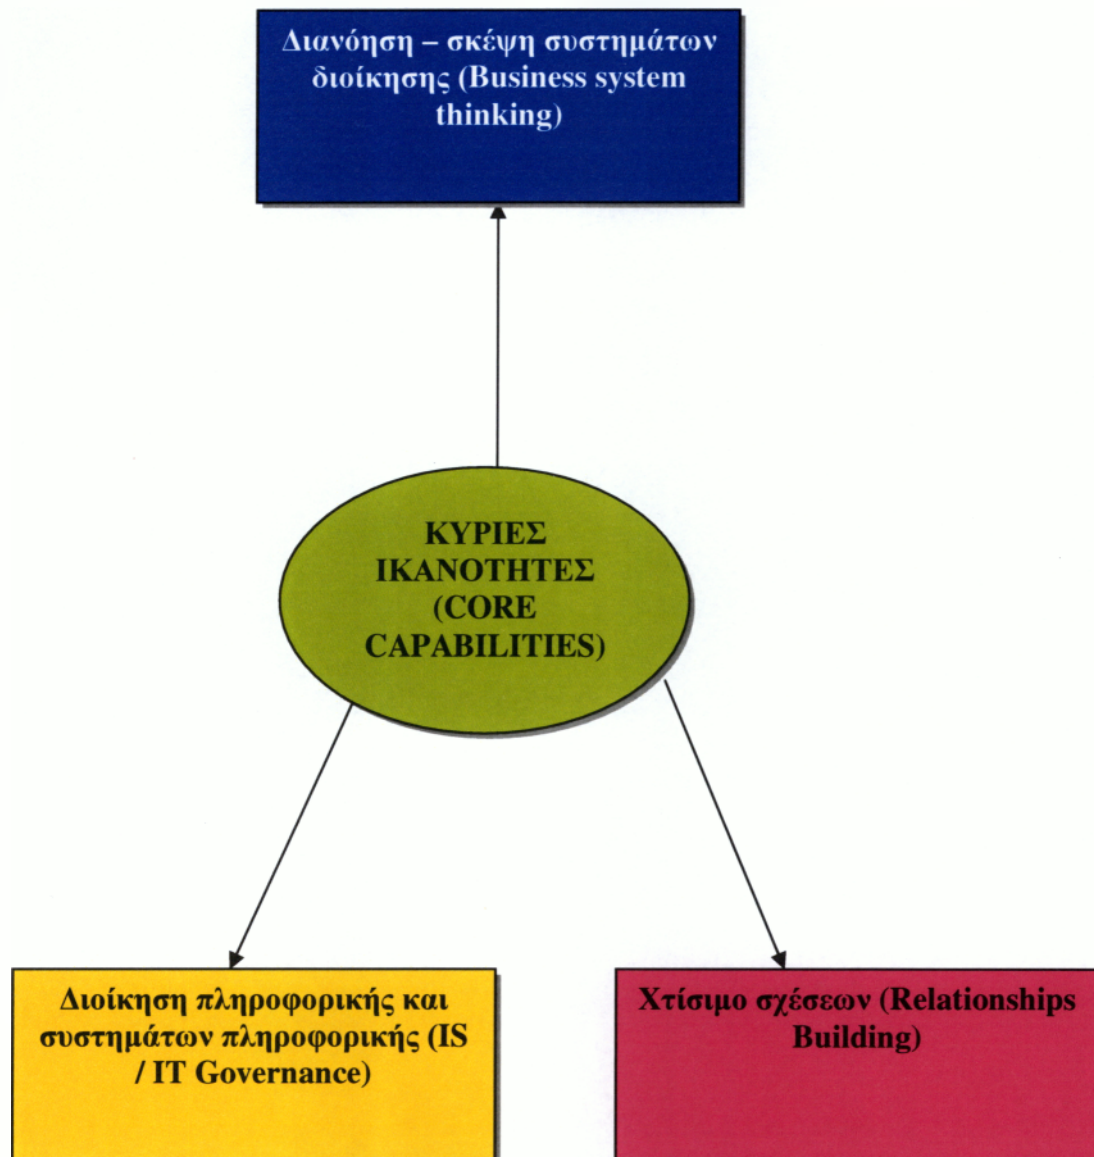 Διανόηση – σκέψη συστημάτων
διοίκησης (Business system
thinking)
ΚΥΡΙΕΣ
ΙΚΑΝΟΤΗΤΕΣ
(CORE
CAPABILITIES)
Διοίκηση πληροφορικής και
συστημάτων πληροφορικής (IS
/ IT Governance)
Χτίσιμο σχέσεων (Relationships
Building)